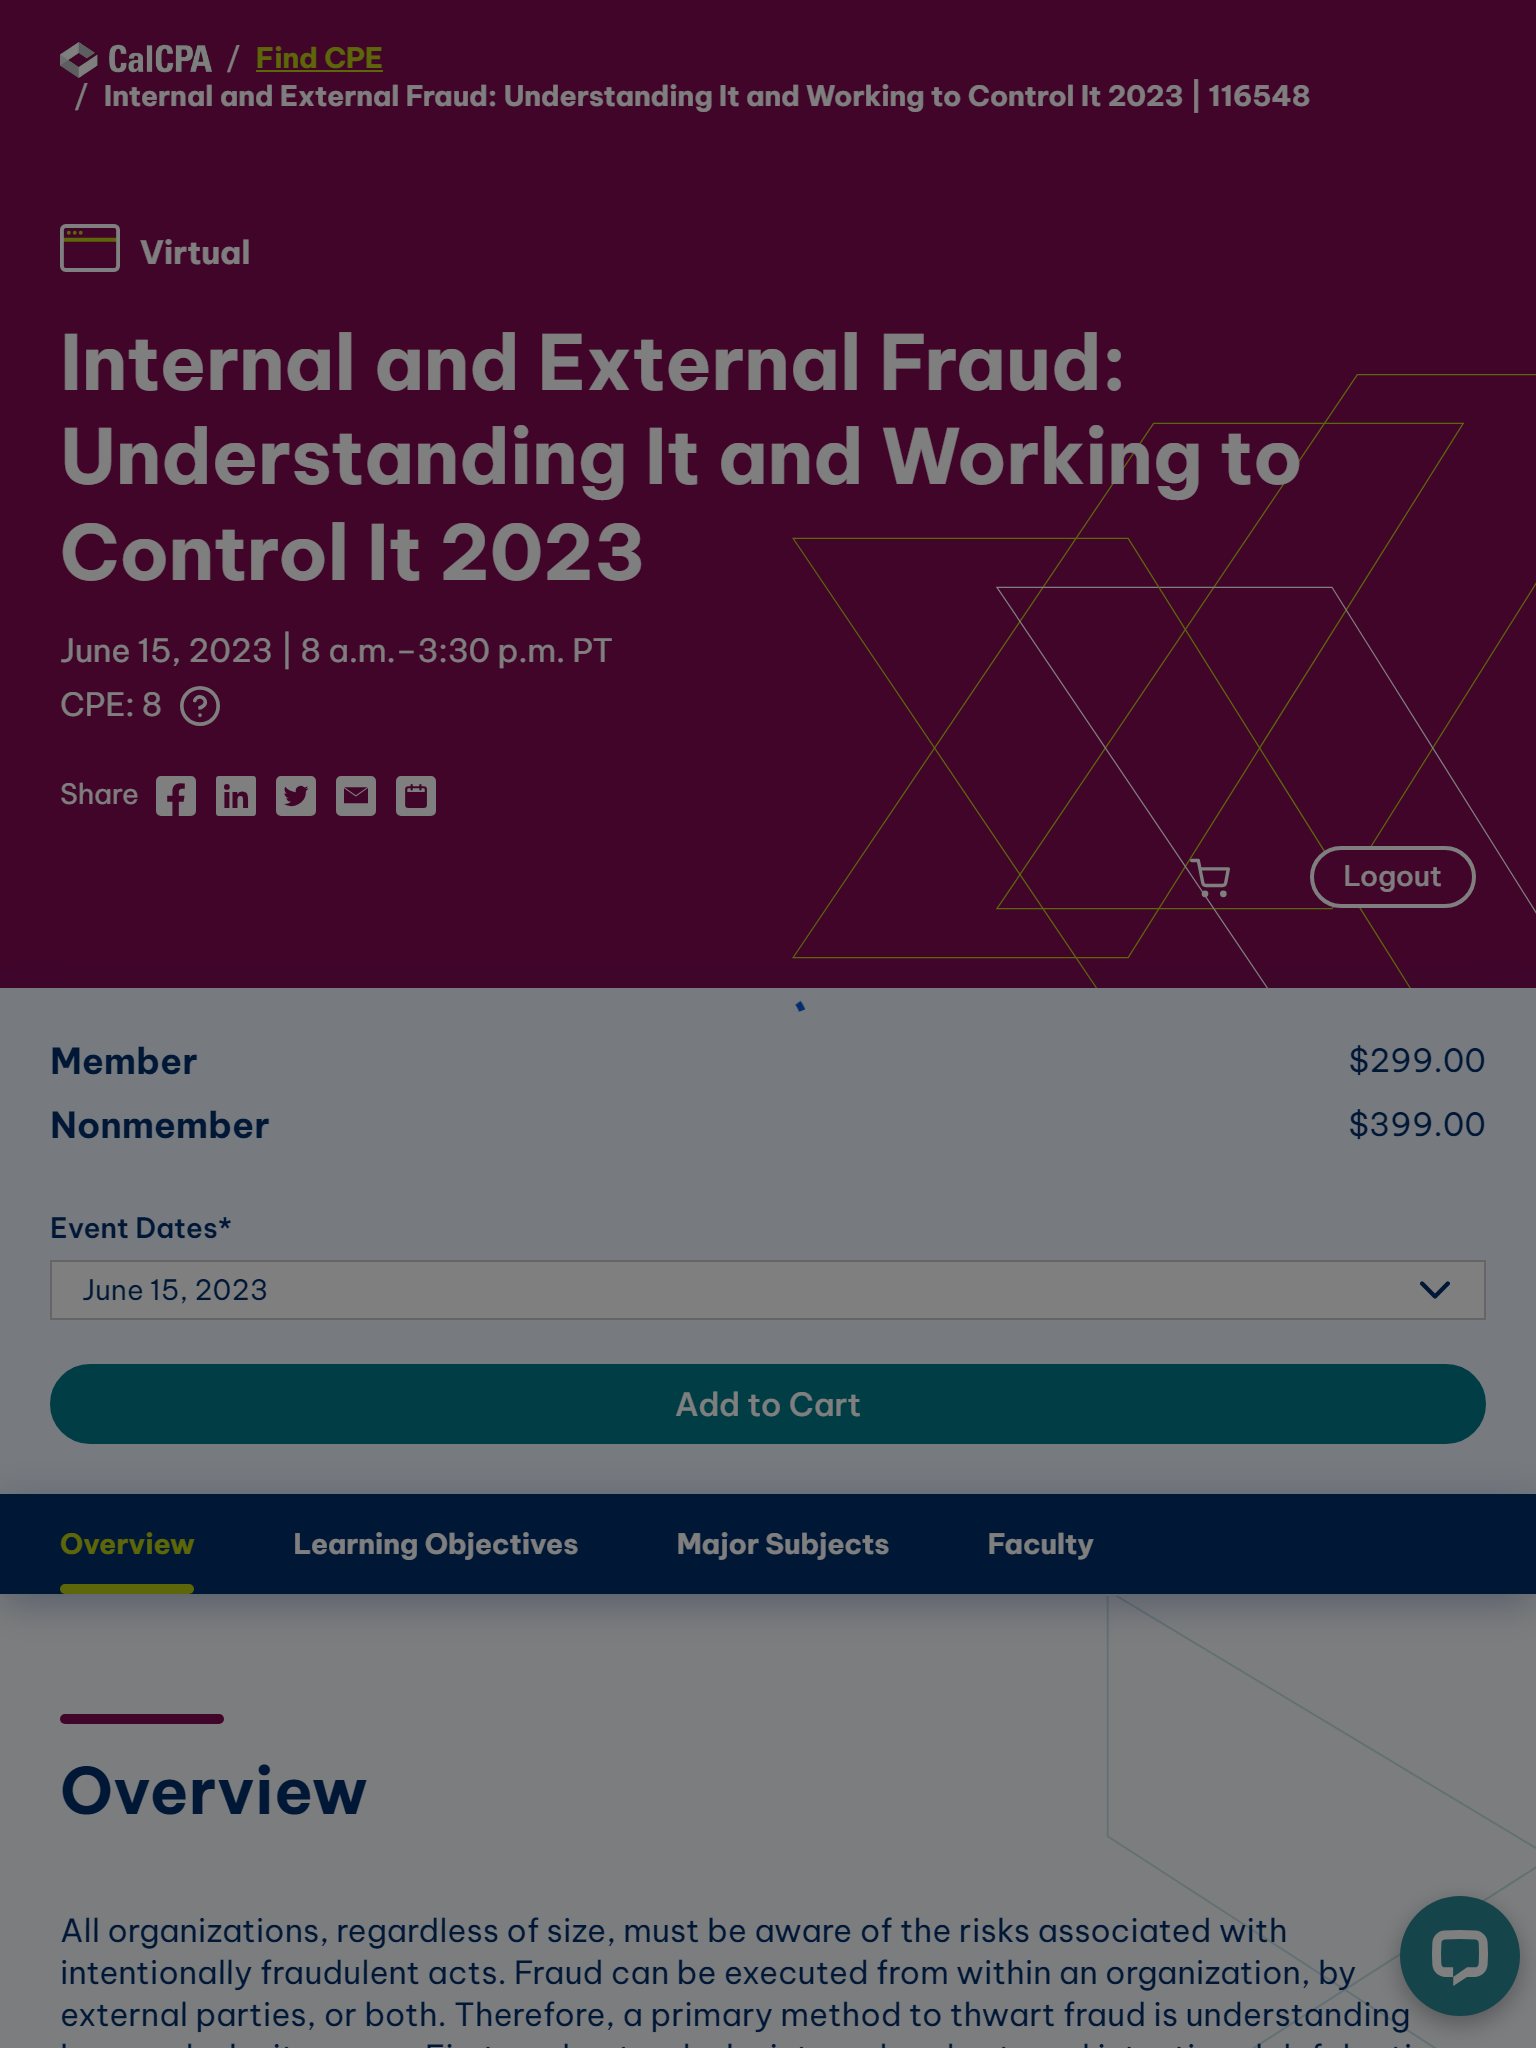 CalCPA / Find CPE
/ Internal and External Fraud: Understanding It and Working to Control It 2023 | 116548
Virtual
Internal and External Fraud:
Understanding It and Working to
Control It 2023
June 15, 2023 | 8 a.m.–3:30 p.m. PT
CPE: 8
Share
Logout
Member $299.00
Nonmember $399.00
Event Dates*
June 15, 2023
Add to Cart
Overview Learning Objectives Major Subjects Faculty
Overview
All organizations, regardless of size, must be aware of the risks associated with
intentionally fraudulent acts. Fraud can be executed from within an organization, by
external parties, or both. Therefore, a primary method to thwart fraud is understanding